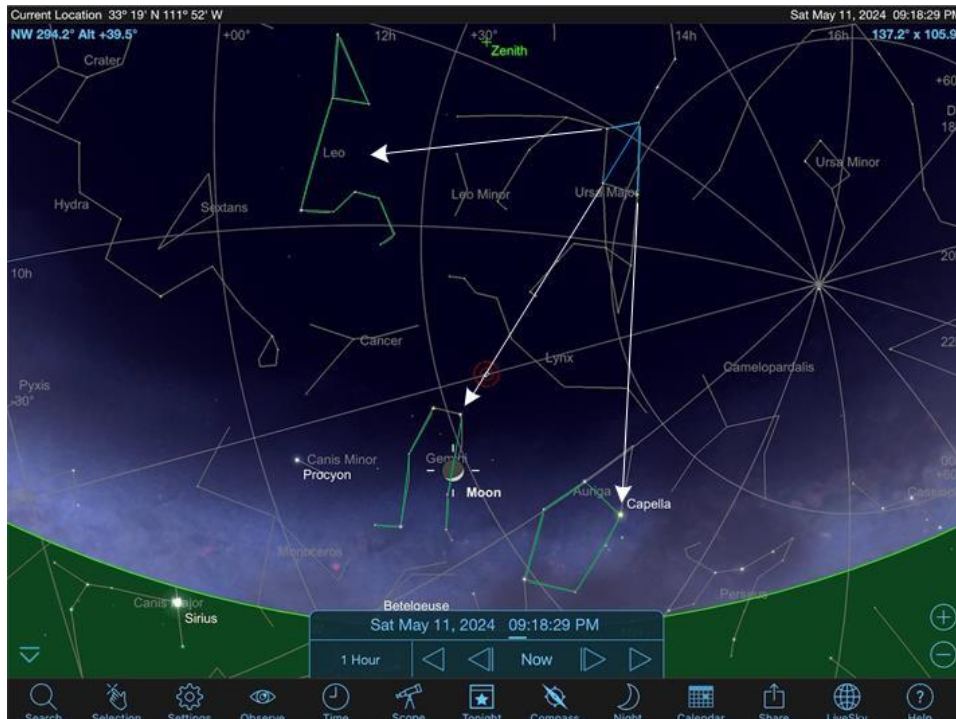 Current Location 33° 19' N 111° 52' W
Sat May 11, 2024 09:18:29 PM
NW 294.2° Alt +39.5°
+00°
12h
+30°
14h
16h
137.2° x 105.9
Zenith
Crater
+60
D
18
Leo
Ursa Minor
Leo Minor
Ursa Major
Hydra
Sextans
20
10h
Cancer
22
Lynx
Camelopardalis
Pyxis
-30°
Canis Minor
Procyon
Gemini
Moon
00
+60
Auriga
Capella
Cassiop
Monoceros
Perseus
Canis Major
Sirius
Betelgeuse
Sat May 11, 2024 09:18:29 PM
1 Hour
Now
Search
Selection
Settings
Observe
Time
Scope
Tonight
Compass
Night
Calendar
Share
LiveSky
Help